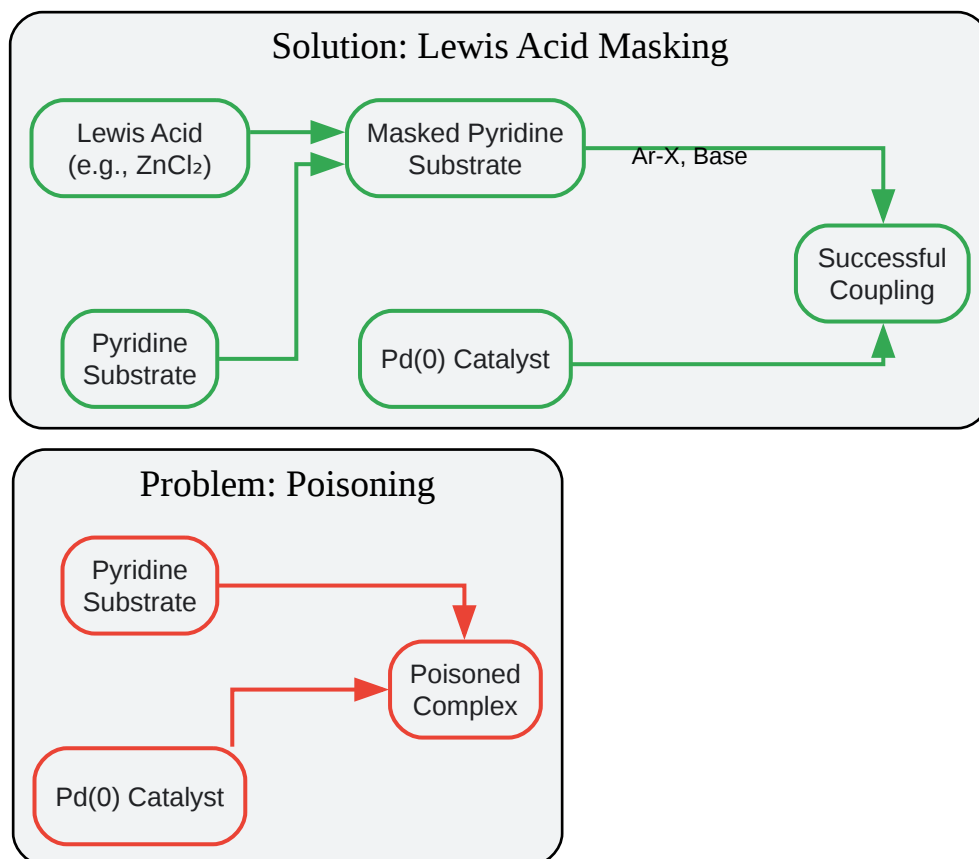 Solution: Lewis Acid Masking
Lewis Acid
(e.g., ZnCl₂)
Masked Pyridine
Substrate
Ar-X, Base
Successful
Coupling
Pyridine
Substrate
Pd(0) Catalyst
Problem: Poisoning
Pyridine
Substrate
Poisoned
Complex
Pd(0) Catalyst